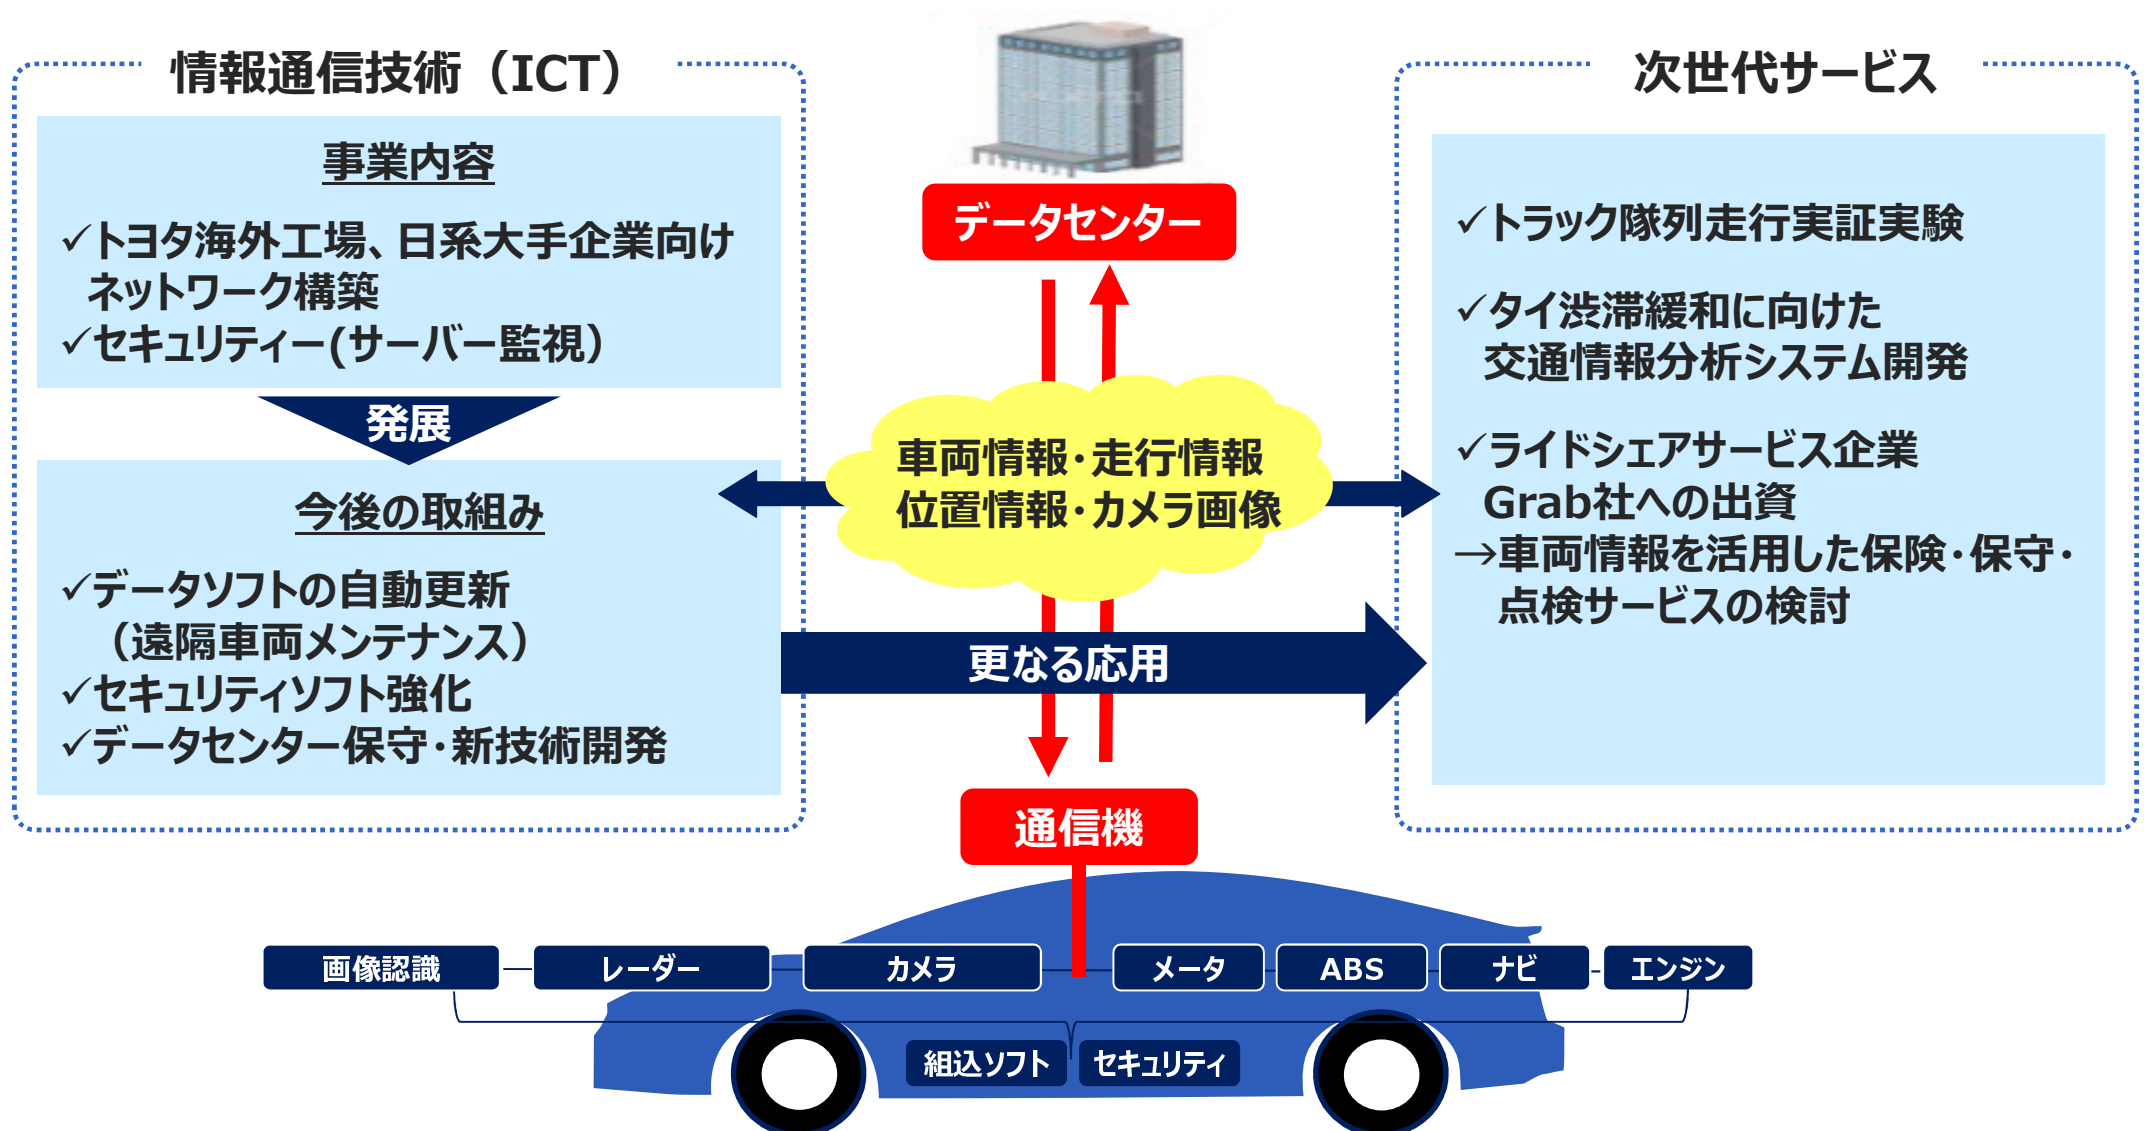 情報通信技術（ICT）
事業内容
✓トヨタ海外工場、日系大手企業向け
ネットワーク構築
✓セキュリティー(サーバー監視）
発展
今後の取組み
✓データソフトの自動更新
（遠隔車両メンテナンス）
✓セキュリティソフト強化
✓データセンター保守・新技術開発
データセンター
車両情報・走行情報
位置情報・カメラ画像
更なる応用
通信機
次世代サービス
✓トラック隊列走行実証実験
✓タイ渋滞緩和に向けた
交通情報分析システム開発
✓ライドシェアサービス企業
Grab社への出資
→車両情報を活用した保険・保守・
点検サービスの検討
画像認識
レーダー
カメラ
メータ
ABS
ナビ
エンジン
組込ソフト
セキュリティ